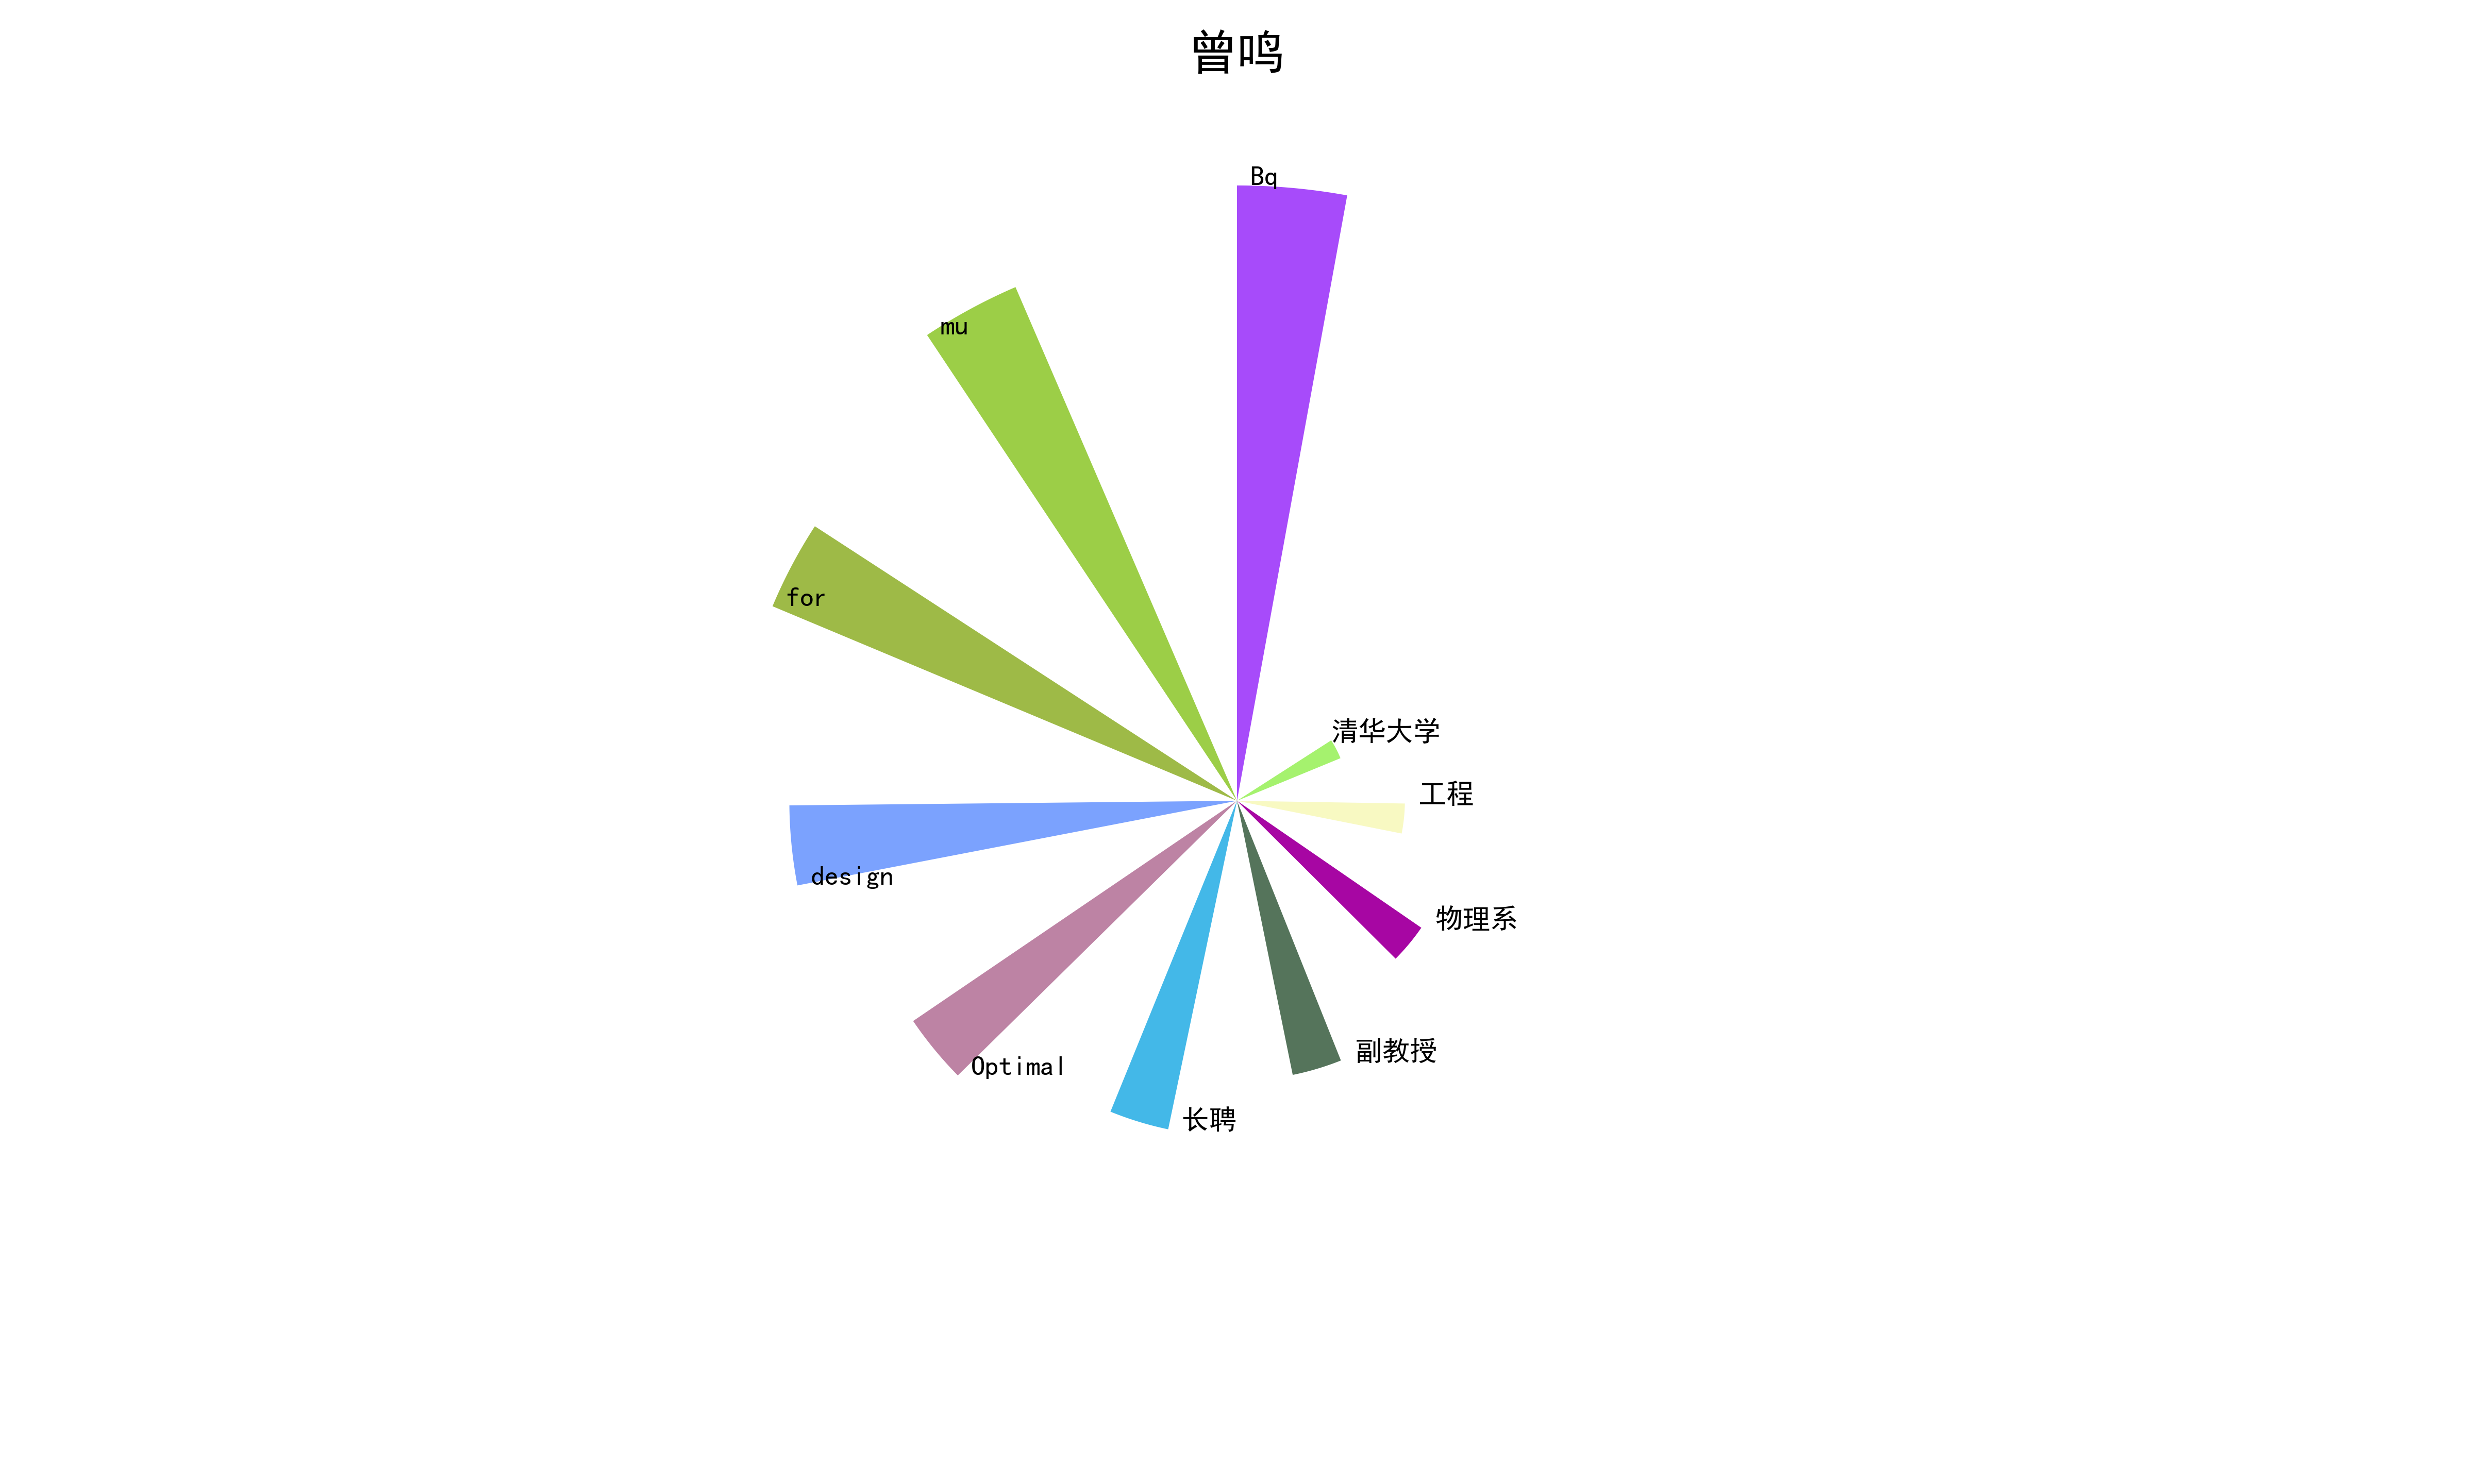 曾鸣
Bq
mu
for
清华大学
工程
design
物理系
副教授
Optimal
长聘